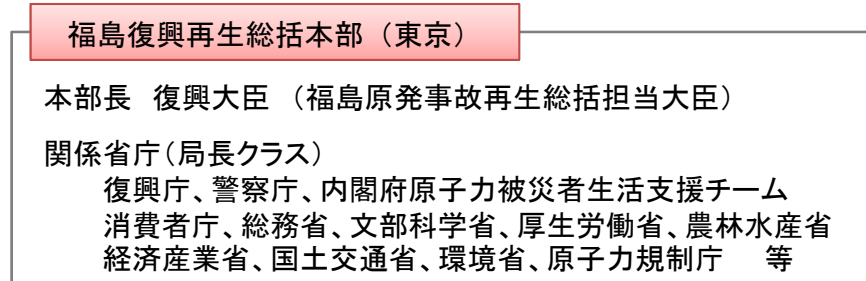 福島復興再生総括本部（東京）
本部長　復興大臣　（福島原発事故再生総括担当大臣）
関係省庁（局長クラス）
復興庁、警察庁、内閣府原子力被災者生活支援チーム
消費者庁、総務省、文部科学省、厚生労働省、農林水産省
経済産業省、国土交通省、環境省、原子力規制庁　　等